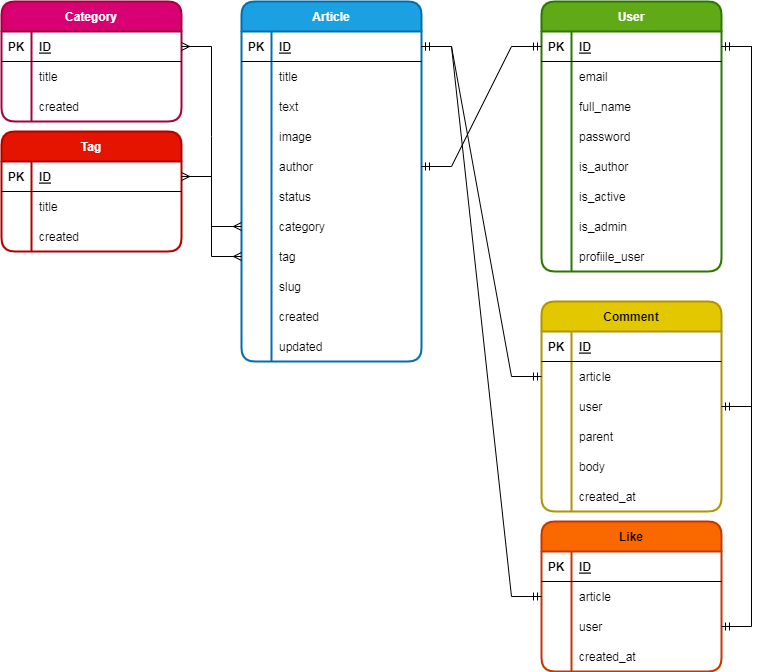 Category
PK ID
title
created
Tag
PK ID
title
created
Article
PK ID
title
text
image
author
status
category
tag
slug
created
updated
User
PK ID
email
full_name
password
is_author
is_active
is_admin
profiile_user
Comment
PK ID
article
user
parent
body
created_at
Like
PK ID
article
user
created_at